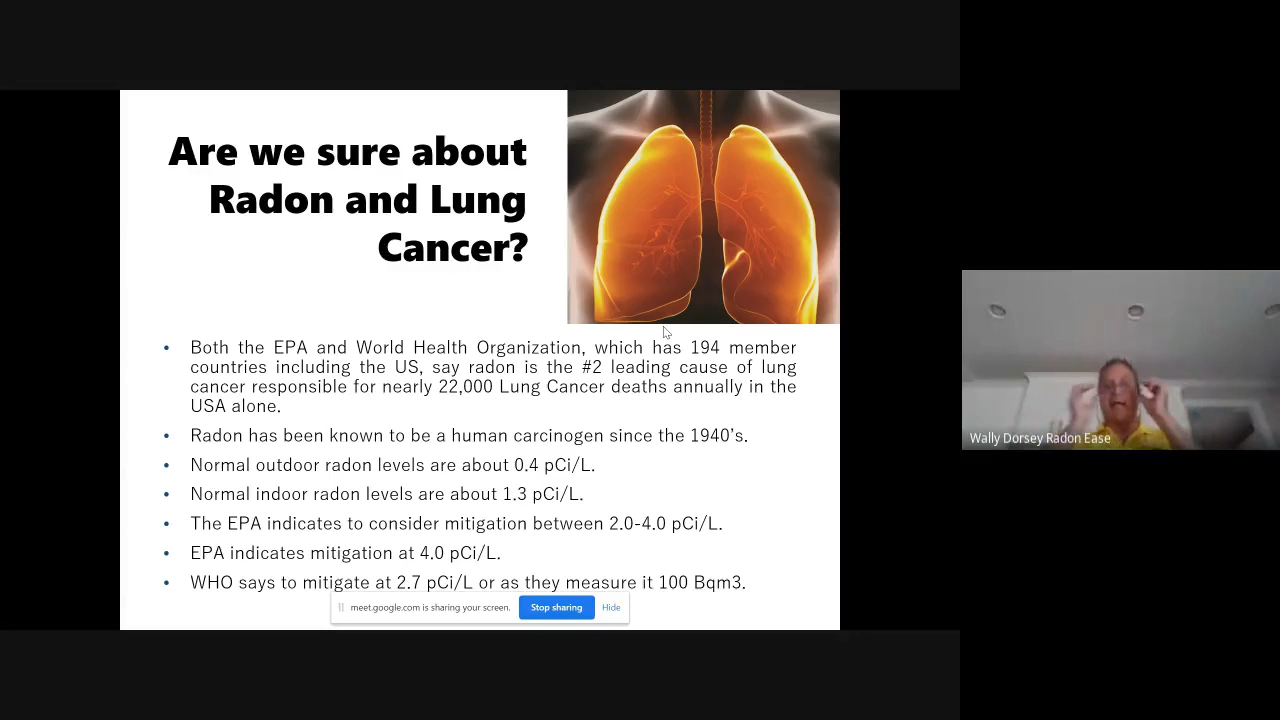 Are we sure about
Radon and Lung
Cancer?
• Both the EPA and World Health Organization, which has 194 member
countries including the US, say radon is the #2 leading cause of lung
cancer responsible for nearly 22,000 Lung Cancer deaths annually in the
USA alone.
• Radon has been known to be a human carcinogen since the 1940’s.
• Normal outdoor radon levels are about 0.4 pCi/L.
• Normal indoor radon levels are about 1.3 pCi/L.
• The EPA indicates to consider mitigation between 2.0-4.0 pCi/L.
• EPA indicates mitigation at 4.0 pCi/L.
• WHO says to mitigate at 2.7 pCi/L or as they measure it 100 Bqm3.
meet.google.com is sharing your screen. Stop sharing Hide
Wally Dorsey Radon Ease